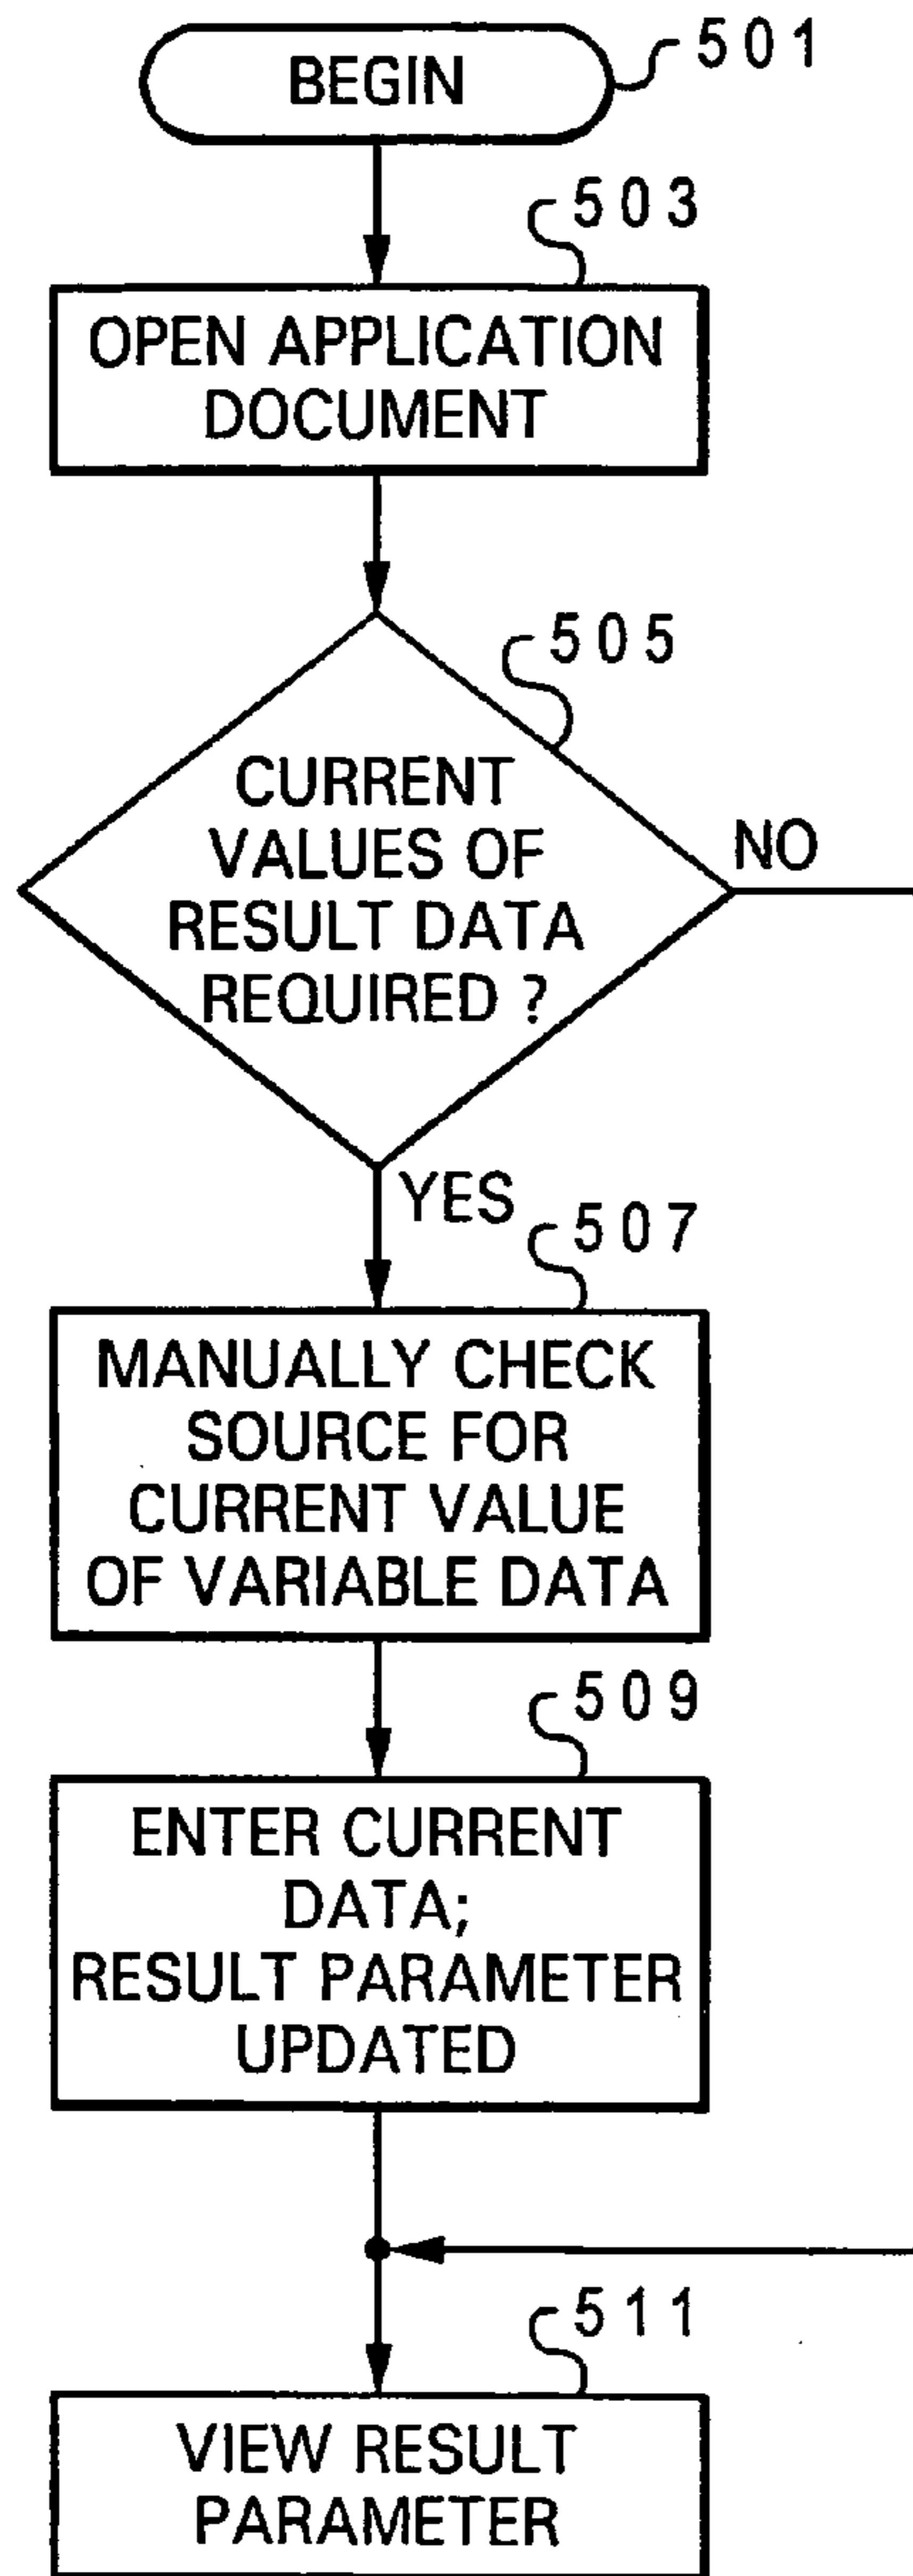 BEGIN
501
503
OPEN APPLICATION
DOCUMENT
505
CURRENT
VALUES OF
RESULT DATA
REQUIRED ?
NO
YES
507
MANUALLY CHECK
SOURCE FOR
CURRENT VALUE
OF VARIABLE DATA
509
ENTER CURRENT
DATA;
RESULT PARAMETER
UPDATED
511
VIEW RESULT
PARAMETER